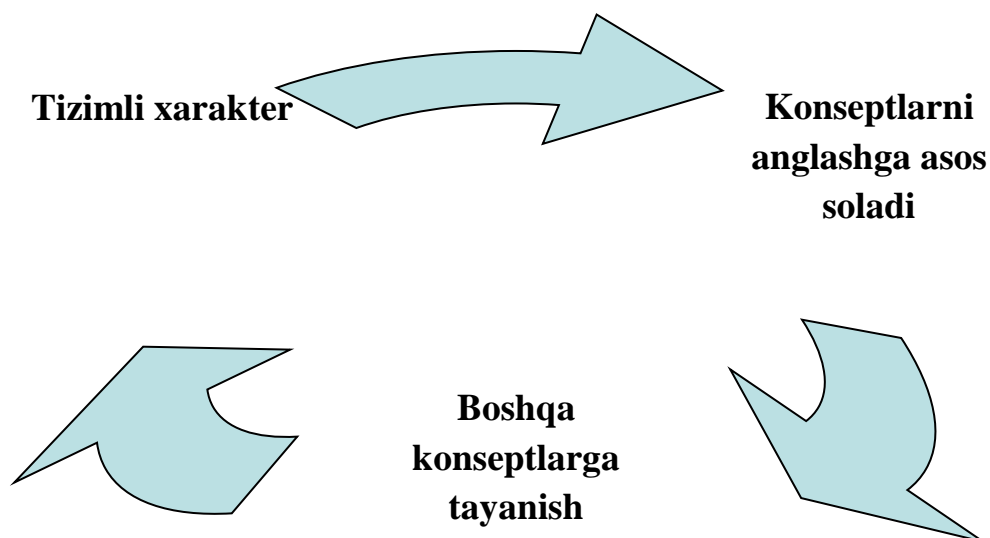 Tizimli xarakter
Konseptlarni
anglashga asos
soladi
Boshqa
konseptlarga
tayanish